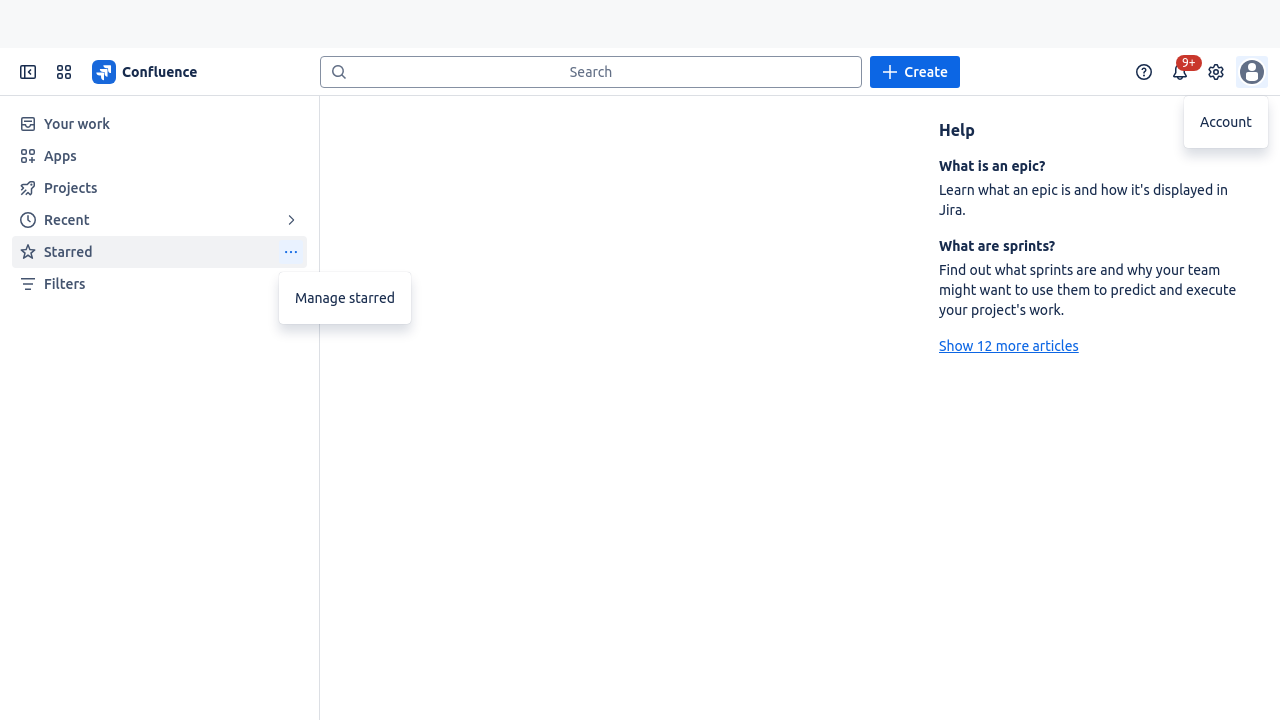 Confluence
Search
Create
9+
Account
Your work
Apps
Projects
Recent
Starred
Filters
Manage starred
Help
What is an epic?
Learn what an epic is and how it's displayed in
Jira.
What are sprints?
Find out what sprints are and why your team
might want to use them to predict and execute
your project's work.
Show 12 more articles